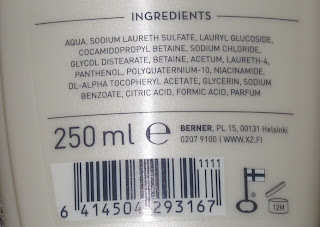 INGREDIENTS
AQUA, SODIUM LAURETH SULFATE, LAURYL GLUCOSIDE,
COCAMIDOPROPYL BETAINE, SODIUM CHLORIDE,
GLYCOL DISTEARATE, BETAINE, ACETUM, LAURETH-4,
PANTHENOL, POLYQUATERNIUM-10, NIACINAMIDE,
DL-ALPHA TOCOPHERYL ACETATE, GLYCERIN, SODIUM
BENZOATE, CITRIC ACID, FORMIC ACID, PARFUM
250 ml ℮ BERNER, PL 15, 00131 Helsinki
0207 9100 | WWW.XZ.FI
1111
6 414504 293167
12M